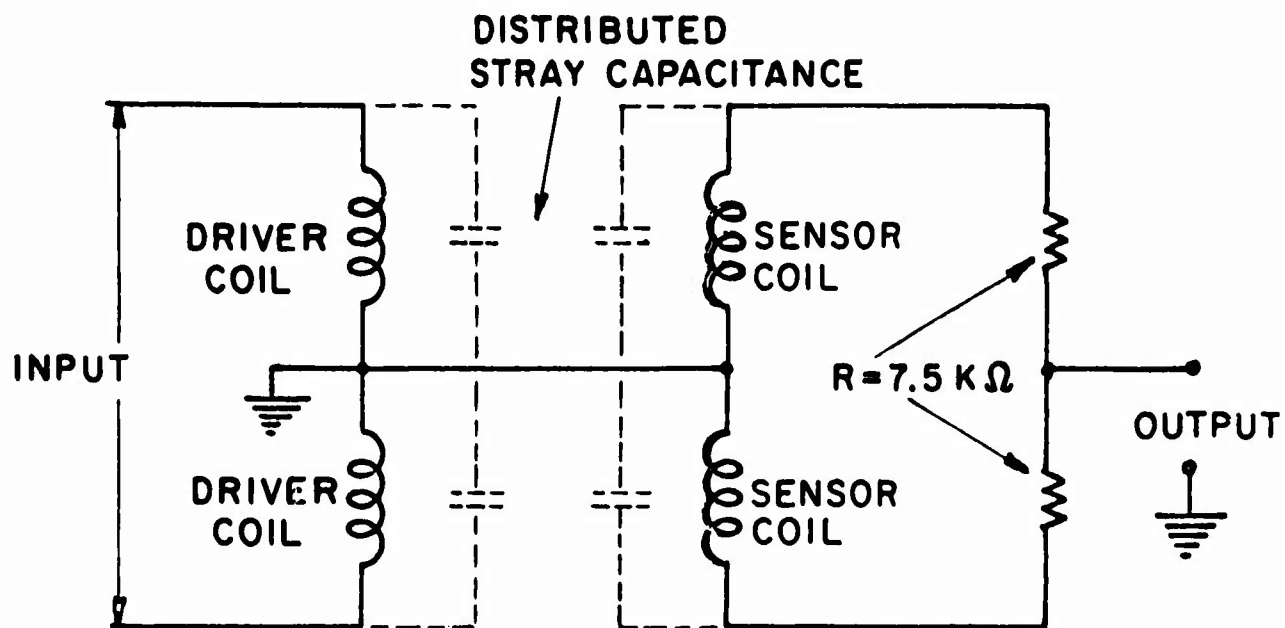 DISTRIBUTED
STRAY CAPACITANCE
DRIVER
COIL
SENSOR
COIL
INPUT
R=7.5 KΩ
OUTPUT
DRIVER
COIL
SENSOR
COIL